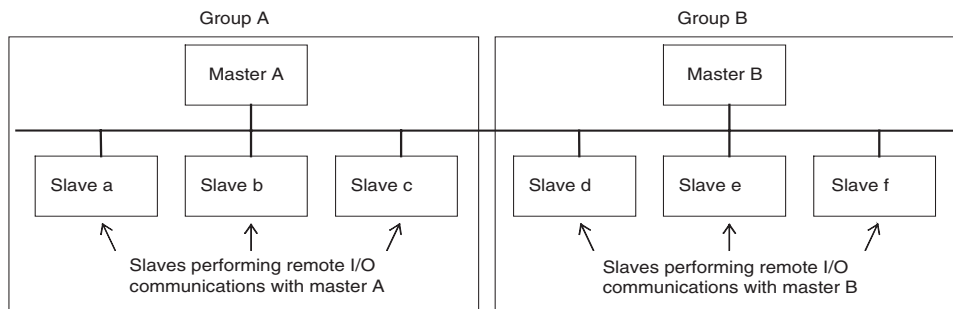 Group A
Group B
Master A
Master B
Slave a
Slave b
Slave c
Slave d
Slave e
Slave f
Slaves performing remote I/O
communications with master A
Slaves performing remote I/O
communications with master B